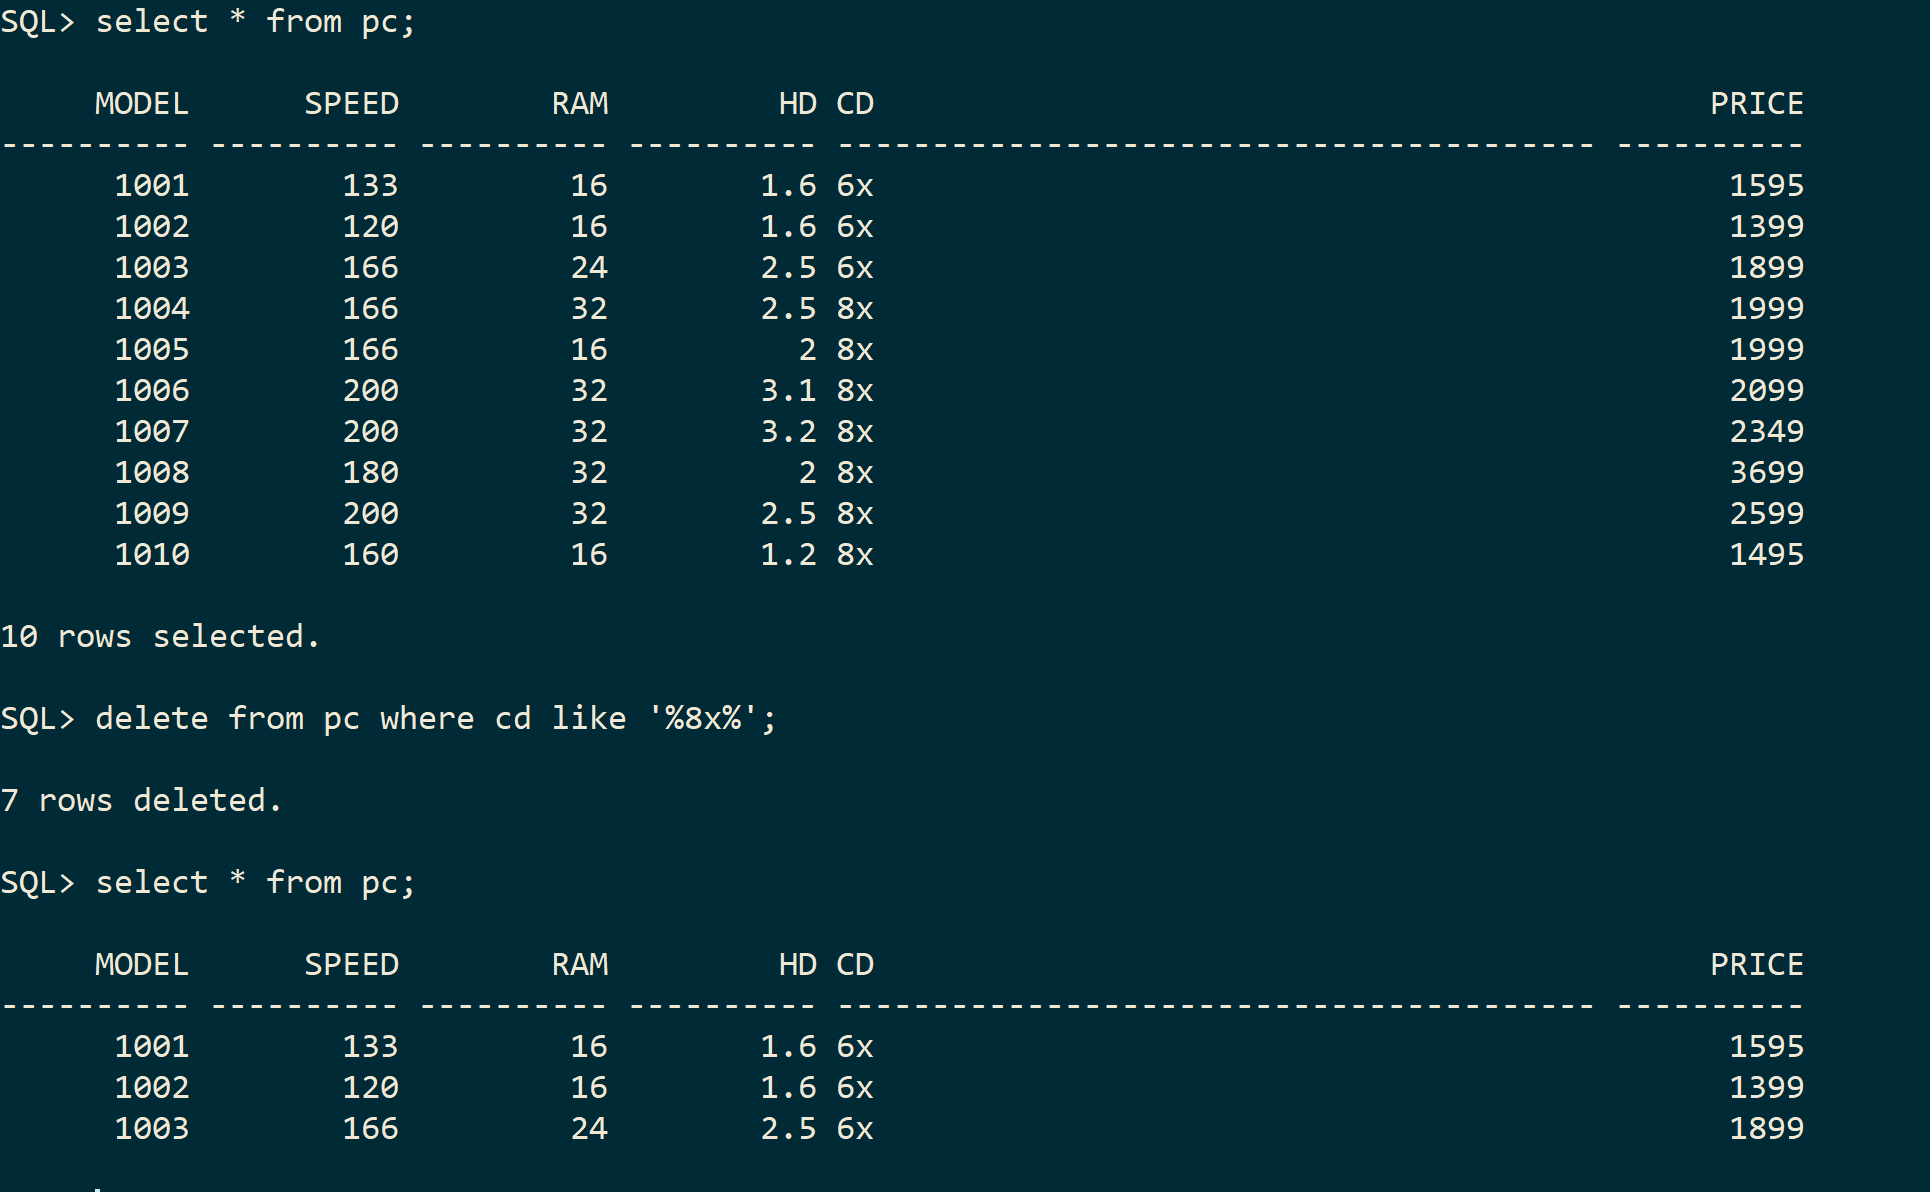 SQL> select * from pc;
MODEL SPEED RAM HD CD PRICE
---------- ---------- ---------- ---------- ---------------------------------------- ----------
1001 133 16 1.6 6x 1595
1002 120 16 1.6 6x 1399
1003 166 24 2.5 6x 1899
1004 166 32 2.5 8x 1999
1005 166 16 2 8x 1999
1006 200 32 3.1 8x 2099
1007 200 32 3.2 8x 2349
1008 180 32 2 8x 3699
1009 200 32 2.5 8x 2599
1010 160 16 1.2 8x 1495
10 rows selected.
SQL> delete from pc where cd like '%8x%';
7 rows deleted.
SQL> select * from pc;
MODEL SPEED RAM HD CD PRICE
---------- ---------- ---------- ---------- ---------------------------------------- ----------
1001 133 16 1.6 6x 1595
1002 120 16 1.6 6x 1399
1003 166 24 2.5 6x 1899